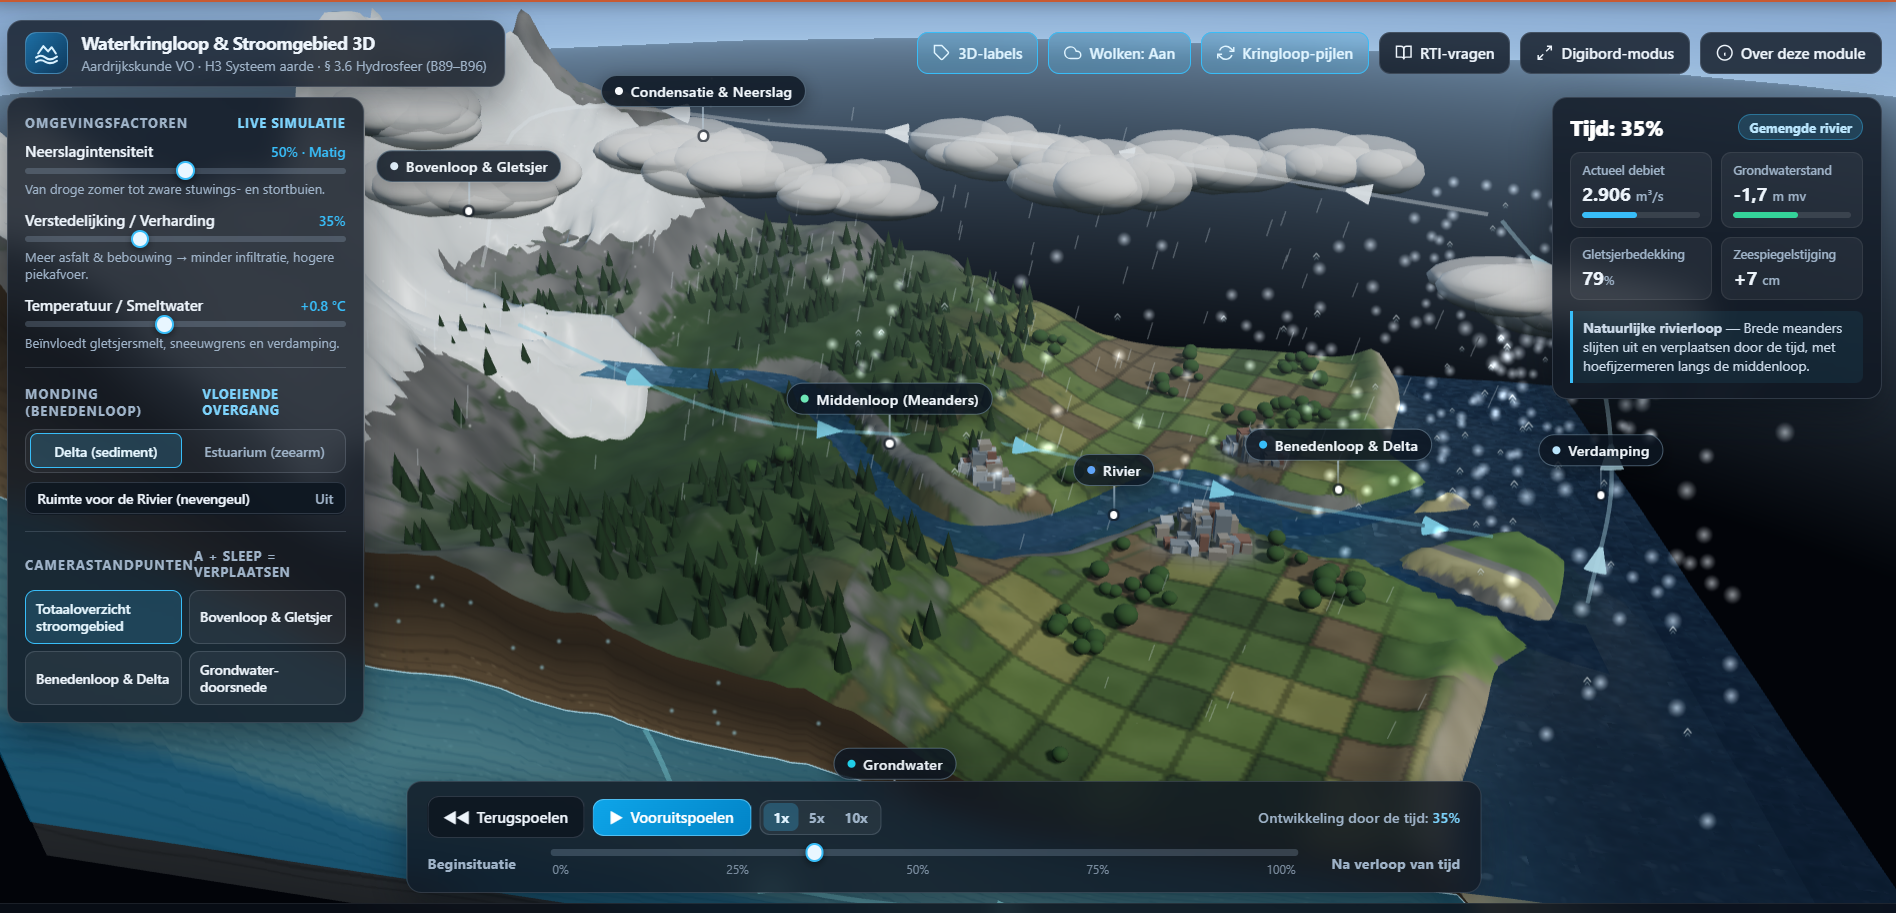 Waterkringloop & Stroomgebied 3D
Aardrijkskunde VO · H3 Systeem aarde · § 3.6 Hydrosfeer (B89–B96)
3D-labels
Wolken: Aan
Kringloop-pijlen
RTI-vragen
Digibord-modus
Over deze module
OMGEVINGSFACTOREN
LIVE SIMULATIE
Neerslagintensiteit
50% · Matig
Van droge zomer tot zware stuwings- en stortbuien.
Verstedelijking / Verharding
35%
Meer asfalt & bebouwing → minder infiltratie, hogere
piekafvoer.
Temperatuur / Smeltwater
+0.8 °C
Beïnvloedt gletsjersmelt, sneeuwgrens en verdamping.
MONDING
(BENEDENLOOP)
VLOEIENDE
OVERGANG
Delta (sediment)
Estuarium (zeearm)
Ruimte voor de Rivier (nevengeul)
Uit
CAMERASTANDPUNTEN
A + SLEEP =
VERPLAATSEN
Totaaloverzicht
stroomgebied
Bovenloop & Gletsjer
Benedenloop & Delta
Grondwater-
doorsnede
Condensatie & Neerslag
Bovenloop & Gletsjer
Middenloop (Meanders)
Rivier
Benedenloop & Delta
Verdamping
Grondwater
Tijd: 35%
Gemengde rivier
Actueel debiet
2.906 m³/s
Grondwaterstand
-1,7 m mv
Gletsjerbedekking
79%
Zeespiegelstijging
+7 cm
Natuurlijke rivierloop — Brede meanders
slijten uit en verplaatsen door de tijd, met
hoefijzermeren langs de middenloop.
Terugspoelen
Vooruitspoelen
1x
5x
10x
Ontwikkeling door de tijd: 35%
Beginsituatie
0%
25%
50%
75%
100%
Na verloop van tijd